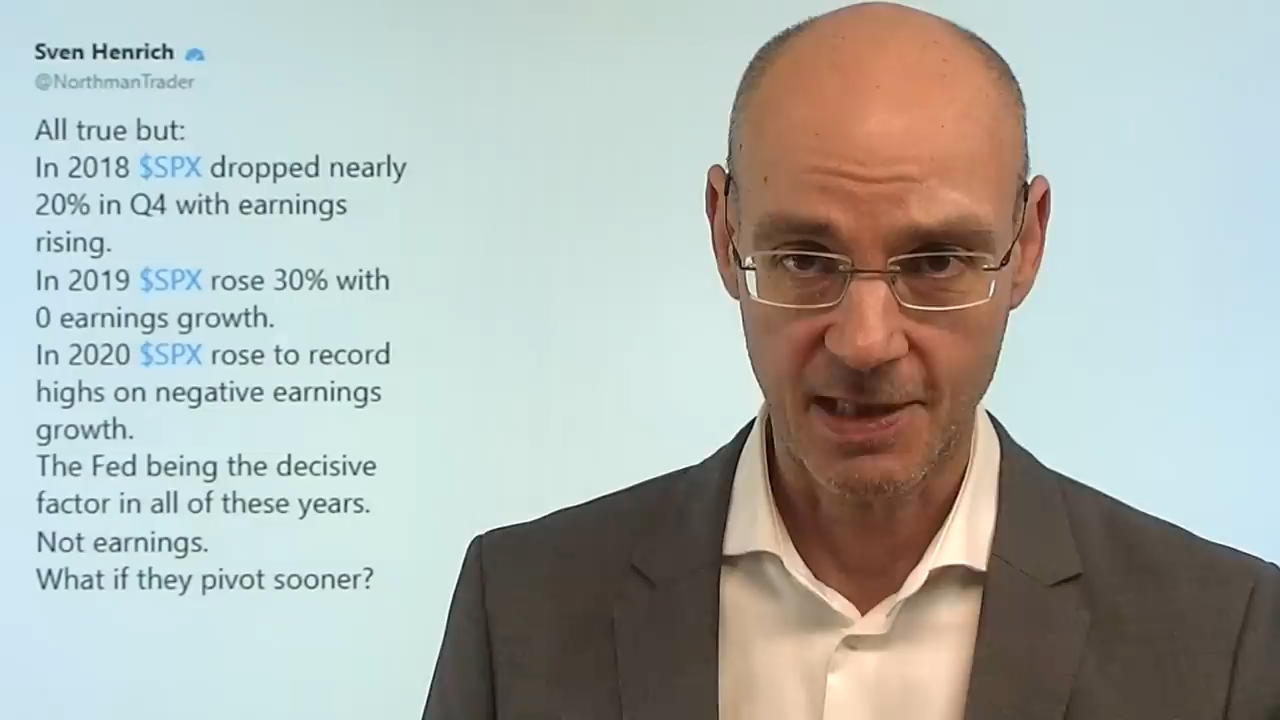 Sven Henrich
@NorthmanTrader
All true but:
In 2018 $SPX dropped nearly
20% in Q4 with earnings
rising.
In 2019 $SPX rose 30% with
0 earnings growth.
In 2020 $SPX rose to record
highs on negative earnings
growth.
The Fed being the decisive
factor in all of these years.
Not earnings.
What if they pivot sooner?